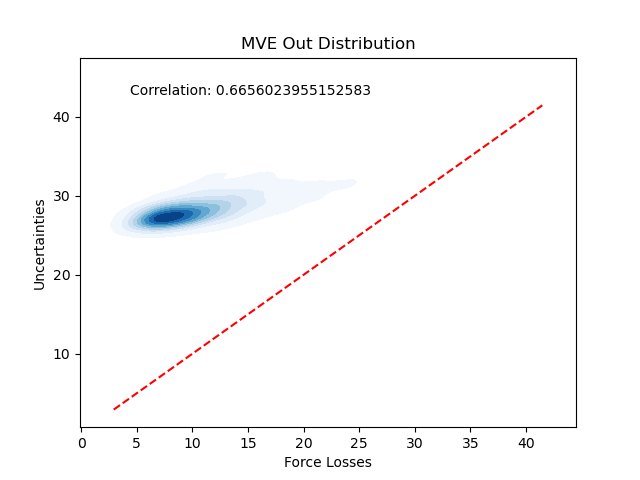 MVE Out Distribution
Correlation: 0.6656023955152583
40
30
20
10
Uncertainties
0 5 10 15 20 25 30 35 40
Force Losses